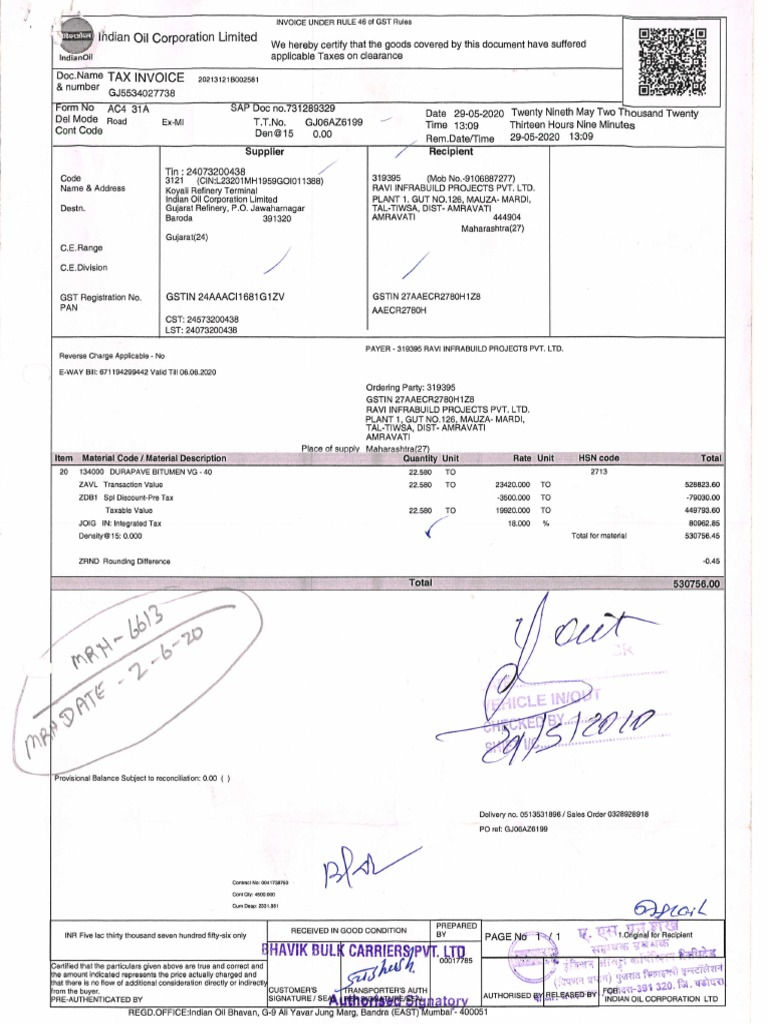 INVOICE UNDER RULE 46 of GST Rules
Indian Oil Corporation Limited
We hereby certify that the goods covered by this document have suffered
applicable Taxes on clearance
इंडियनऑयल
IndianOil
Doc.Name TAX INVOICE 20213121B002581
& number GJ5534027738
Form No AC4 31A SAP Doc no.731289329
Del Mode Road Ex-MI T.T.No. GJ06AZ6199
Cont Code Den@15 0.00
Date 29-05-2020 Twenty Nineth May Two Thousand Twenty
Time 13:09 Thirteen Hours Nine Minutes
Rem.Date/Time 29-05-2020 13:09
Supplier Recipient
Tin : 24073200438
Code 3121 (CIN:L23201MH1959GOI011388) 319395 (Mob No.-9106887277)
Name & Address Koyali Refinery Terminal RAVI INFRABUILD PROJECTS PVT. LTD.
Indian Oil Corporation Limited PLANT 1, GUT NO.126, MAUZA- MARDI,
Destn. Gujarat Refinery, P.O. Jawaharnagar TAL-TIWSA, DIST- AMRAVATI
Baroda 391320 AMRAVATI 444904
Maharashtra(27)
Gujarat(24)
C.E.Range
C.E.Division
GST Registration No. GSTIN 24AAACI1681G1ZV GSTIN 27AAECR2780H1Z8
PAN AAECR2780H
CST: 24573200438
LST: 24073200438
PAYER - 319395 RAVI INFRABUILD PROJECTS PVT. LTD.
Reverse Charge Applicable - No
E-WAY Bill: 671194299442 Valid Till 06.06.2020
Ordering Party: 319395
GSTIN 27AAECR2780H1Z8
RAVI INFRABUILD PROJECTS PVT. LTD.
PLANT 1, GUT NO.126, MAUZA- MARDI,
TAL-TIWSA, DIST- AMRAVATI
AMRAVATI
Place of supply Maharashtra(27)
Item Material Code / Material Description Quantity Unit Rate Unit HSN code Total
20 134000 DURAPAVE BITUMEN VG - 40 22.580 TO 2713
ZAVL Transaction Value 22.580 TO 23420.000 TO 528823.60
ZDB1 Spl Discount-Pre Tax -3500.000 TO -79030.00
Taxable Value 22.580 TO 19920.000 TO 449793.60
JOIG IN: Integrated Tax 18.000 % 80962.85
Density@15: 0.000 Total for material 530756.45
ZRND Rounding Difference -0.45
Total 530756.00
MRN - 6613
MRN DATE - 2-6-20
out
VEHICLE IN/OUT
CHECKED BY
29/5/2010
Provisional Balance Subject to reconciliation: 0.00 ( )
Delivery no. 0513531896 / Sales Order 0328928918
PO ref: GJ06AZ6199
Contract No: 0041738793
Cont Qty: 4500.000
Cum Desp: 2331.881
INR Five lac thirty thousand seven hundred fifty-six only
RECEIVED IN GOOD CONDITION
PREPARED
BY
00017785
PAGE No 1 / 1
1.Original for Recipient
BHAVIK BULK CARRIERS PVT. LTD
Certified that the particulars given above are true and correct and
the amount indicated represents the price actually charged and
that there is no flow of additional consideration directly or indirectly
from the buyer.
PRE-AUTHENTICATED BY
CUSTOMER'S
SIGNATURE / SEAL
TRANSPORTER'S AUTH
Authorised Signatory
AUTHORISED BY
RELEASED BY
FOR
INDIAN OIL CORPORATION LTD
REGD.OFFICE:Indian Oil Bhavan, G-9 Ali Yavar Jung Marg, Bandra (EAST) Mumbai - 400051